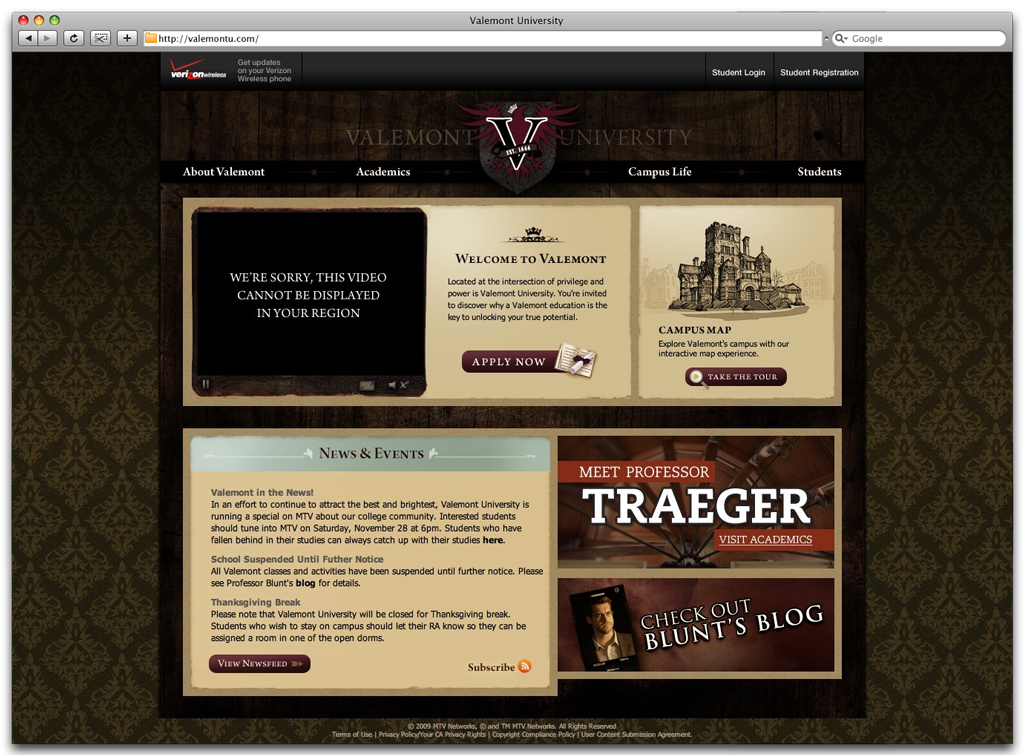 Valemont University
http://valemontu.com/
Google
verizonwireless
Get updates
on your Verizon
Wireless phone
Student Login
Student Registration
VALEMONT UNIVERSITY
V
EST. 1666
About Valemont
Academics
Campus Life
Students
WE'RE SORRY, THIS VIDEO
CANNOT BE DISPLAYED
IN YOUR REGION
WELCOME TO VALEMONT
Located at the intersection of privilege and
power is Valemont University. You're invited
to discover why a Valemont education is the
key to unlocking your true potential.
APPLY NOW
CAMPUS MAP
Explore Valemont's campus with our
interactive map experience.
TAKE THE TOUR
NEWS & EVENTS
Valemont in the News!
In an effort to continue to attract the best and brightest, Valemont University is
running a special on MTV about our college community. Interested students
should tune into MTV on Saturday, November 28 at 6pm. Students who have
fallen behind in their studies can always catch up with their studies here.
School Suspended Until Futher Notice
All Valemont classes and activities have been suspended until further notice. Please
see Professor Blunt's blog for details.
Thanksgiving Break
Please note that Valemont University will be closed for Thanksgiving break.
Students who wish to stay on campus should let their RA know so they can be
assigned a room in one of the open dorms.
VIEW NEWSFEED
Subscribe
MEET PROFESSOR
TRAEGER
VISIT ACADEMICS
CHECK OUT
BLUNT'S BLOG
© 2009 MTV Networks, © and TM MTV Networks. All Rights Reserved
Terms of Use | Privacy Policy/Your CA Privacy Rights | Copyright Compliance Policy | User Content Submission Agreement.